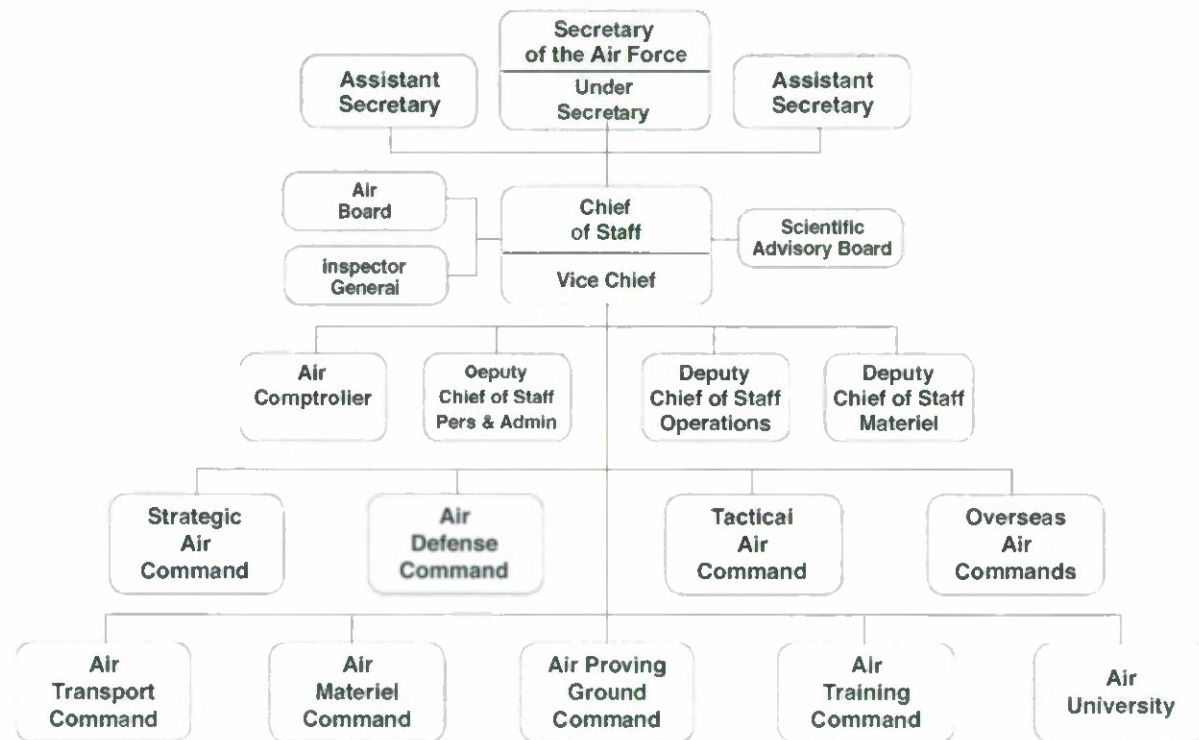 Secretary
of the Air Force
Under
Secretary
Assistant
Secretary
Assistant
Secretary
Air
Board
inspector
Generai
Chief
of Staff
Vice Chief
Scientific
Advisory Board
Air
Comptrolier
Oeputy
Chief of Staff
Pers & Admin
Deputy
Chief of Staff
Operations
Deputy
Chief of Staff
Materiel
Strategic
Air
Command
Air
Defense
Command
Tacticai
Air
Command
Overseas
Air
Commands
Air
Transport
Command
Air
Materiel
Command
Air Proving
Ground
Command
Air
Training
Command
Air
University